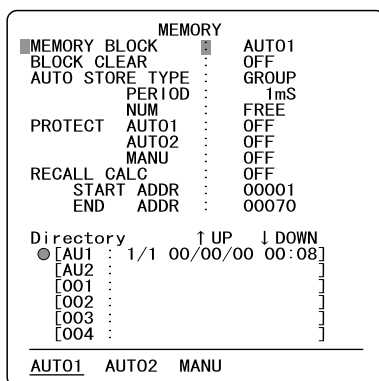 MEMORY
MEMORY BLOCK : AUTO1
BLOCK CLEAR : OFF
AUTO STORE TYPE : GROUP
PERIOD : 1mS
NUM : FREE
PROTECT AUTO1 : OFF
AUTO2 : OFF
MANU : OFF
RECALL CALC : OFF
START ADDR : 00001
END ADDR : 00070
Directory ↑UP ↓DOWN
[AU1 : 1/1 00/00/00 00:08]
[AU2 : ]
[001 : ]
[002 : ]
[003 : ]
[004 : ]
AUTO1 AUTO2 MANU